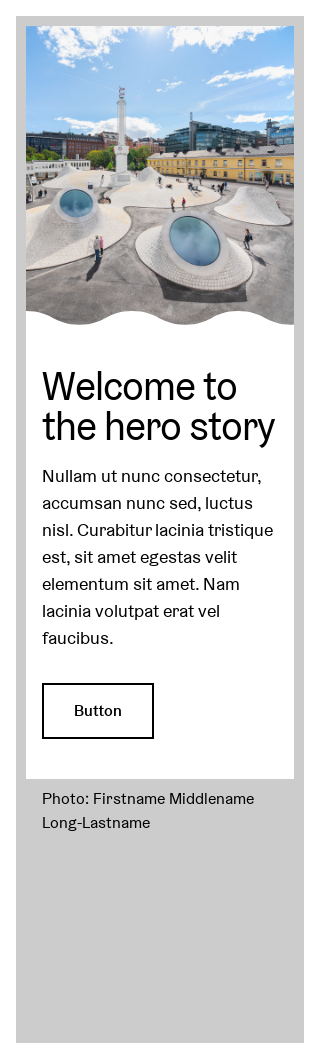 Welcome to
the hero story
Nullam ut nunc consectetur,
accumsan nunc sed, luctus
nisl. Curabitur lacinia tristique
est, sit amet egestas velit
elementum sit amet. Nam
lacinia volutpat erat vel
faucibus.
Button
Photo: Firstname Middlename
Long-Lastname